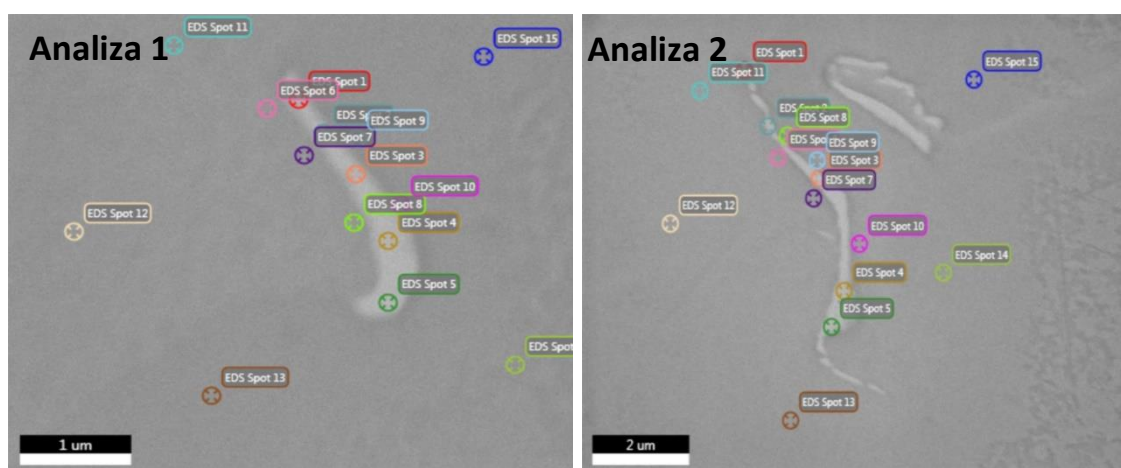 Analiza 1
EDS Spot 11
EDS Spot 15
EDS Spot 1
EDS Spot 6
EDS Spot 9
EDS Spot 7
EDS Spot 3
EDS Spot 10
EDS Spot 8
EDS Spot 12
EDS Spot 4
EDS Spot 5
EDS Spot
EDS Spot 13
1 um
Analiza 2
EDS Spot 1
EDS Spot 11
EDS Spot 15
EDS Spot 8
EDS Spot 9
EDS Spot 3
EDS Spot 7
EDS Spot 12
EDS Spot 10
EDS Spot 14
EDS Spot 4
EDS Spot 5
EDS Spot 13
2 um